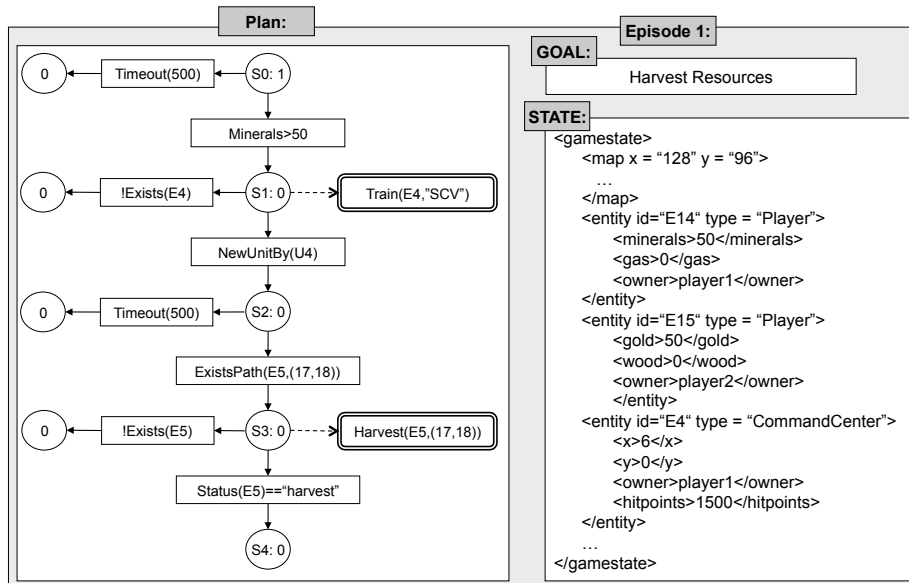 Plan:
0
Timeout(500)
S0: 1
Minerals>50
0
!Exists(E4)
S1: 0
Train(E4,”SCV”)
NewUnitBy(U4)
0
Timeout(500)
S2: 0
ExistsPath(E5,(17,18))
0
!Exists(E5)
S3: 0
Harvest(E5,(17,18))
Status(E5)==“harvest”
S4: 0
Episode 1:
GOAL:
Harvest Resources
STATE:
<gamestate>
<map x = “128” y = “96”>
…
</map>
<entity id=“E14“ type = “Player”>
<minerals>50</minerals>
<gas>0</gas>
<owner>player1</owner>
</entity>
<entity id=“E15“ type = “Player”>
<gold>50</gold>
<wood>0</wood>
<owner>player2</owner>
</entity>
<entity id=“E4“ type = “CommandCenter”>
<x>6</x>
<y>0</y>
<owner>player1</owner>
<hitpoints>1500</hitpoints>
</entity>
…
</gamestate>